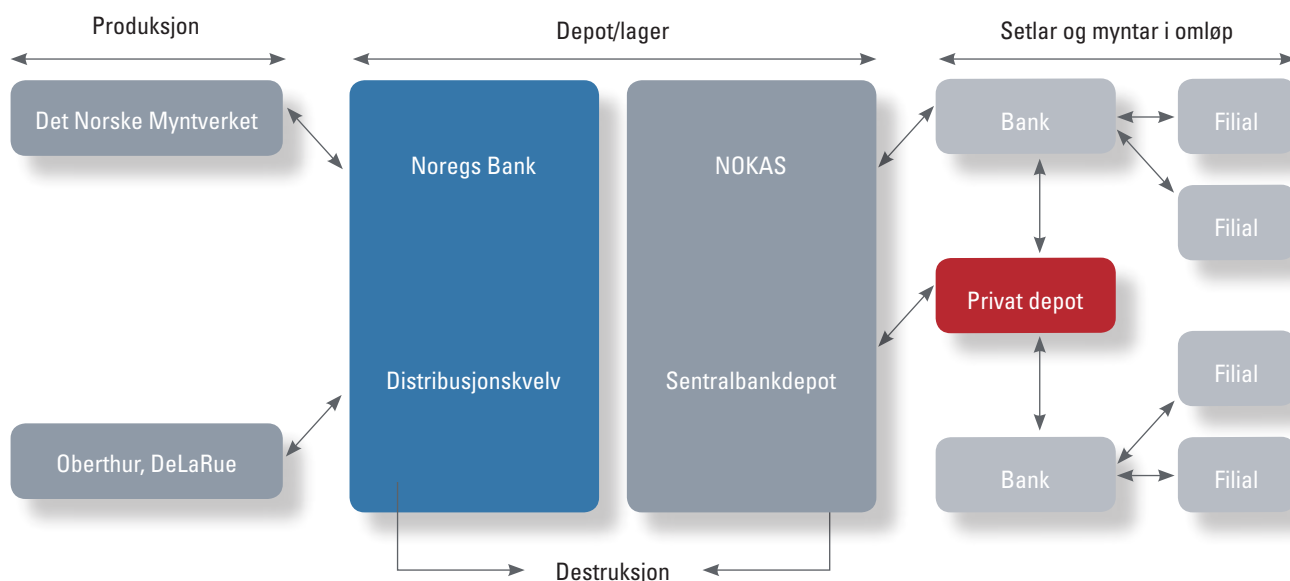 Produksjon
Depot/lager
Setlar og myntar i omløp
Det Norske Myntverket
Noregs Bank
NOKAS
Bank
Filial
Filial
Privat depot
Distribusjonskvelv
Sentralbankdepot
Filial
Oberthur, DeLaRue
Bank
Filial
Destruksjon